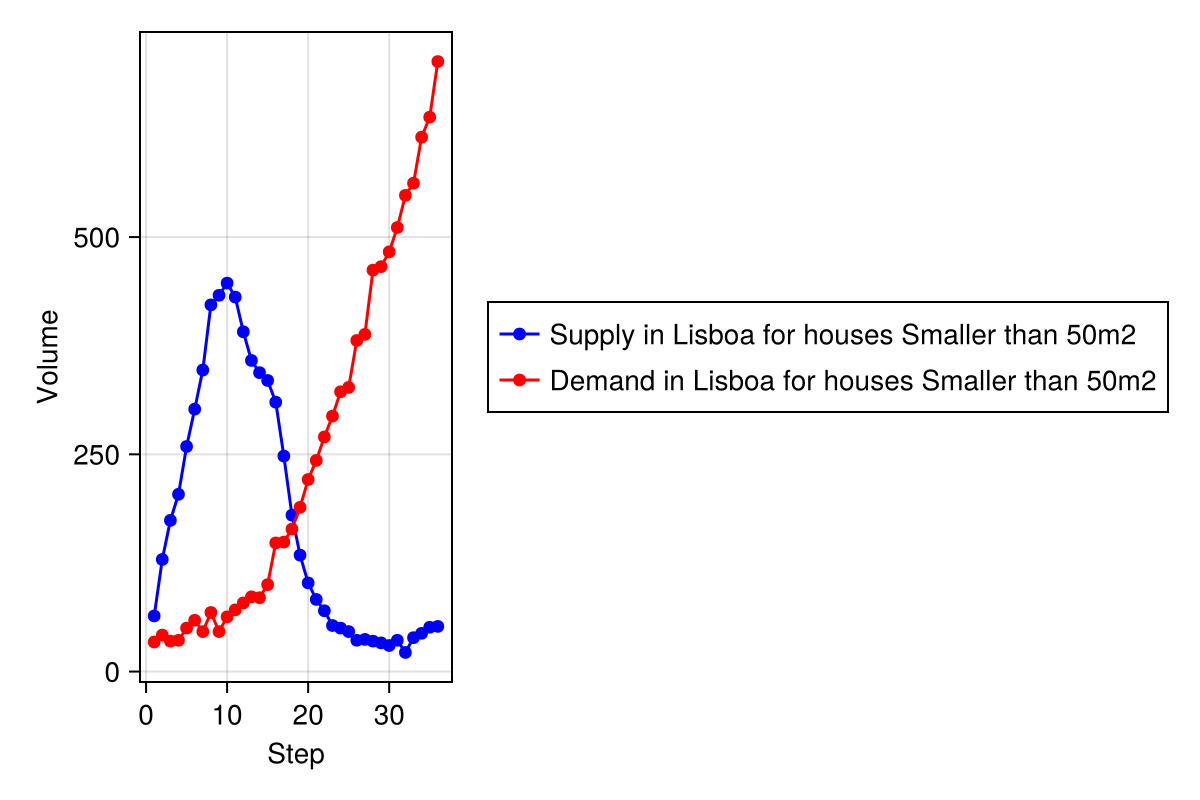 500
250
0
Volume
0 10 20 30
Step
Supply in Lisboa for houses Smaller than 50m2
Demand in Lisboa for houses Smaller than 50m2